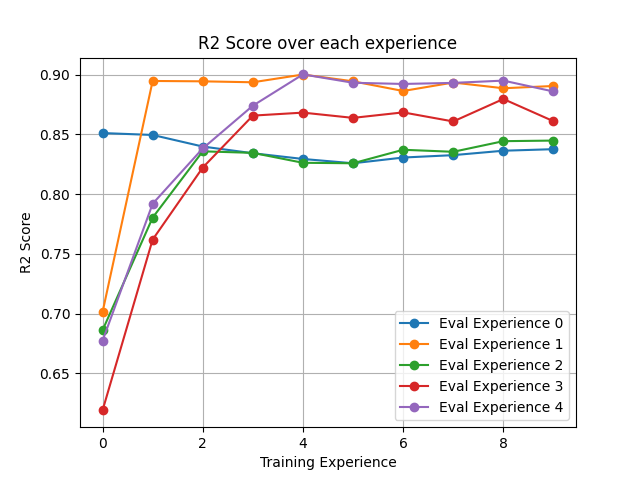 R2 Score over each experience
R2 Score
0.90
0.85
0.80
0.75
0.70
0.65
0 2 4 6 8
Training Experience
Eval Experience 0
Eval Experience 1
Eval Experience 2
Eval Experience 3
Eval Experience 4